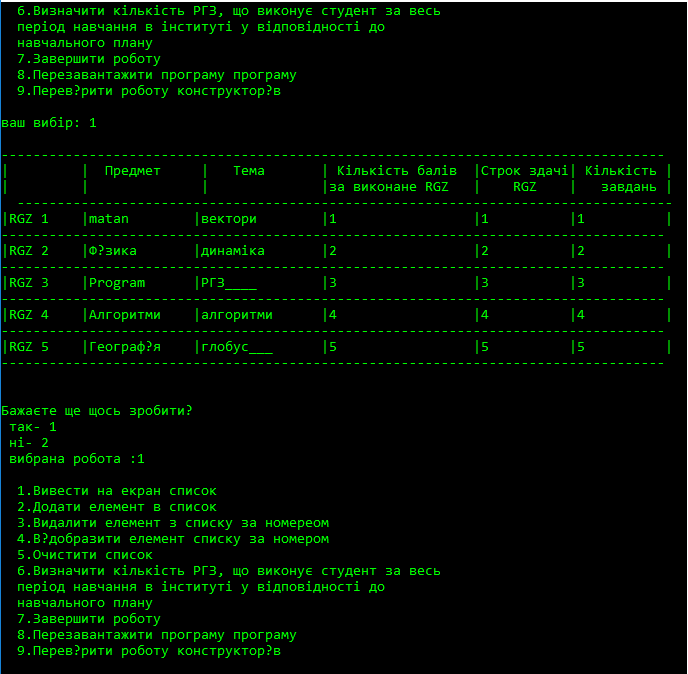 6.Визначити кількість РГЗ, що виконує студент за весь
період навчання в інституті у відповідності до
навчального плану
7.Завершити роботу
8.Перезавантажити програму програму
9.Перев?рити роботу конструктор?в
ваш вибір: 1
--------------------------------------------------------------------------------
| | Предмет | Тема | Кількість балів |Строк здачі| Кількість |
| | | |за виконане RGZ | RGZ | завдань |
--------------------------------------------------------------------------------
|RGZ 1 |matan |вектори |1 |1 |1 |
--------------------------------------------------------------------------------
|RGZ 2 |Ф?зика |динаміка |2 |2 |2 |
--------------------------------------------------------------------------------
|RGZ 3 |Program |РГЗ____ |3 |3 |3 |
--------------------------------------------------------------------------------
|RGZ 4 |Алгоритми |алгоритми |4 |4 |4 |
--------------------------------------------------------------------------------
|RGZ 5 |Географ?я |глобус___ |5 |5 |5 |
--------------------------------------------------------------------------------
Бажаєте ще щось зробити?
так- 1
ні- 2
вибрана робота :1
1.Вивести на екран список
2.Додати елемент в список
3.Видалити елемент з списку за номереом
4.В?добразити елемент списку за номером
5.Очистити список
6.Визначити кількість РГЗ, що виконує студент за весь
період навчання в інституті у відповідності до
навчального плану
7.Завершити роботу
8.Перезавантажити програму програму
9.Перев?рити роботу конструктор?в